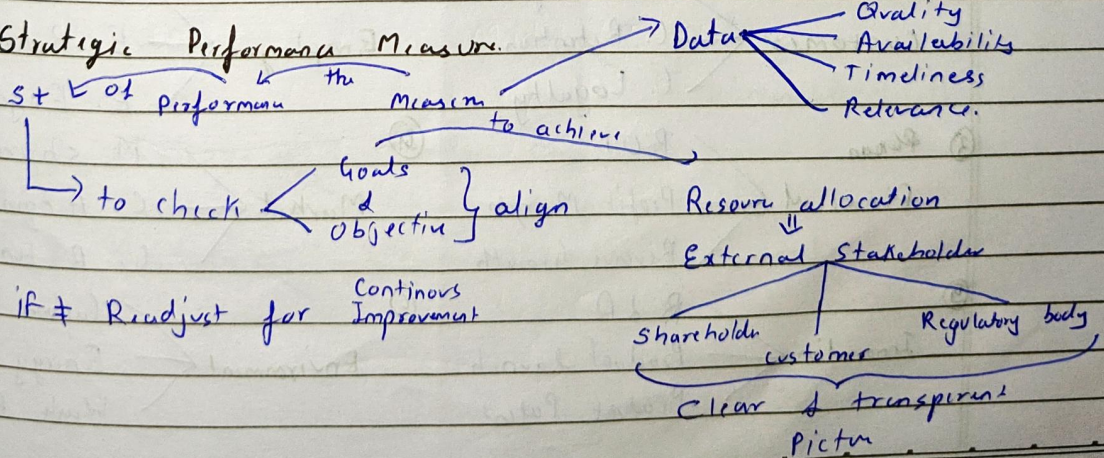 Strategic Performance Measure.
St of Performance the Measure
Data
Quality
Availability
Timeliness
Relevance.
to achieve
to check
Goals
&
Objective
align
Resource allocation
⇓
External Stakeholder
if ≠ Readjust for Continous Improvement
Shareholder
customer
Regulatory body
Clear & transperent
Picture